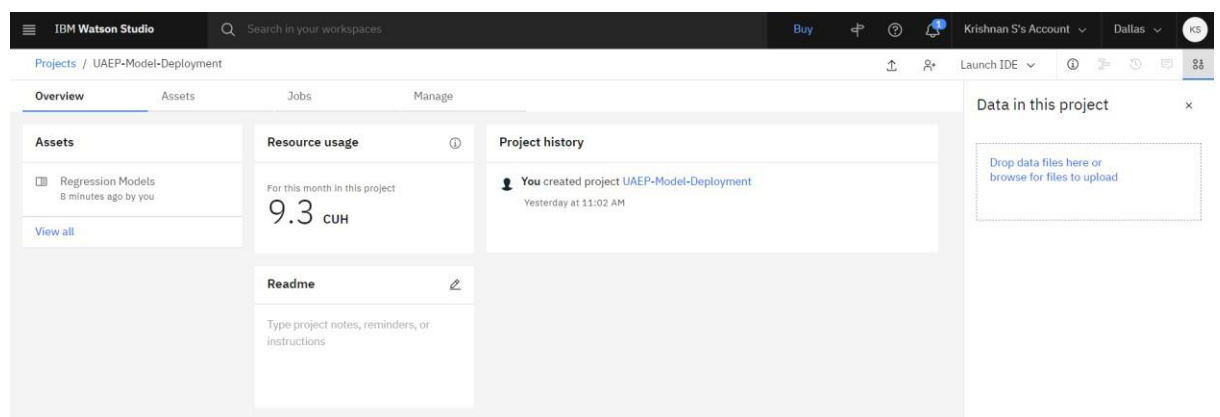 IBM Watson Studio
Search in your workspaces
Buy
1
Krishnan S's Account
Dallas
KS
Projects / UAEP-Model-Deployment
Launch IDE
Overview
Assets
Jobs
Manage
Assets
Regression Models
8 minutes ago by you
View all
Resource usage
For this month in this project
9.3 CUH
Readme
Type project notes, reminders, or
instructions
Project history
You created project UAEP-Model-Deployment
Yesterday at 11:02 AM
Data in this project
Drop data files here or
browse for files to upload